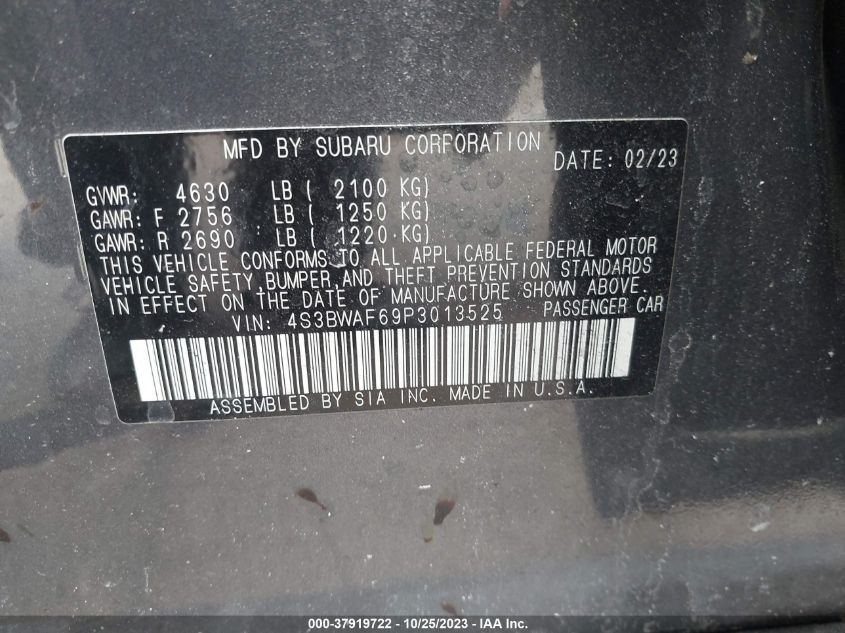 MFD BY SUBARU CORPORATION DATE: 02/23
GVWR: 4630 LB ( 2100 KG)
GAWR: F 2756 LB ( 1250 KG)
GAWR: R 2690 LB ( 1220 KG)
THIS VEHICLE CONFORMS TO ALL APPLICABLE FEDERAL MOTOR
VEHICLE SAFETY, BUMPER AND THEFT PREVENTION STANDARDS
IN EFFECT ON THE DATE OF MANUFACTURE SHOWN ABOVE.
VIN: 4S3BWAF69P3013525 PASSENGER CAR
ASSEMBLED BY SIA INC. MADE IN U.S.A.
000-37919722 - 10/25/2023 - IAA Inc.